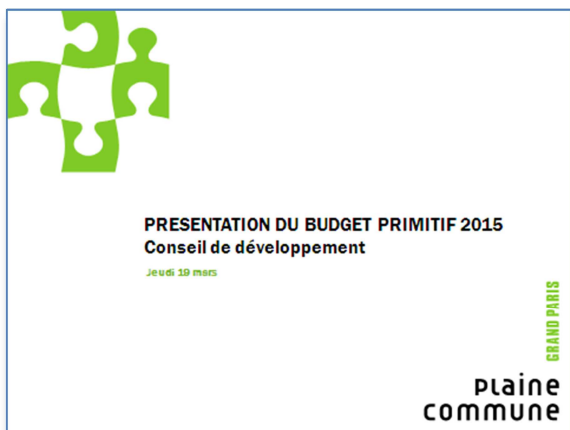 PRESENTATION DU BUDGET PRIMITIF 2015
Conseil de développement
Jeudi 19 mars
GRAND PARIS
plaine
commune